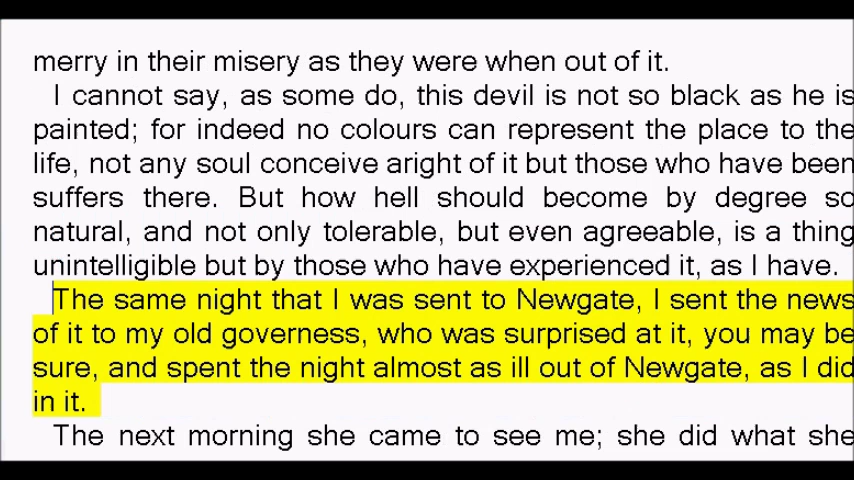 merry in their misery as they were when out of it.
I cannot say, as some do, this devil is not so black as he is
painted; for indeed no colours can represent the place to the
life, not any soul conceive aright of it but those who have been
suffers there. But how hell should become by degree so
natural, and not only tolerable, but even agreeable, is a thing
unintelligible but by those who have experienced it, as I have.
The same night that I was sent to Newgate, I sent the news
of it to my old governess, who was surprised at it, you may be
sure, and spent the night almost as ill out of Newgate, as I did
in it.
The next morning she came to see me; she did what she